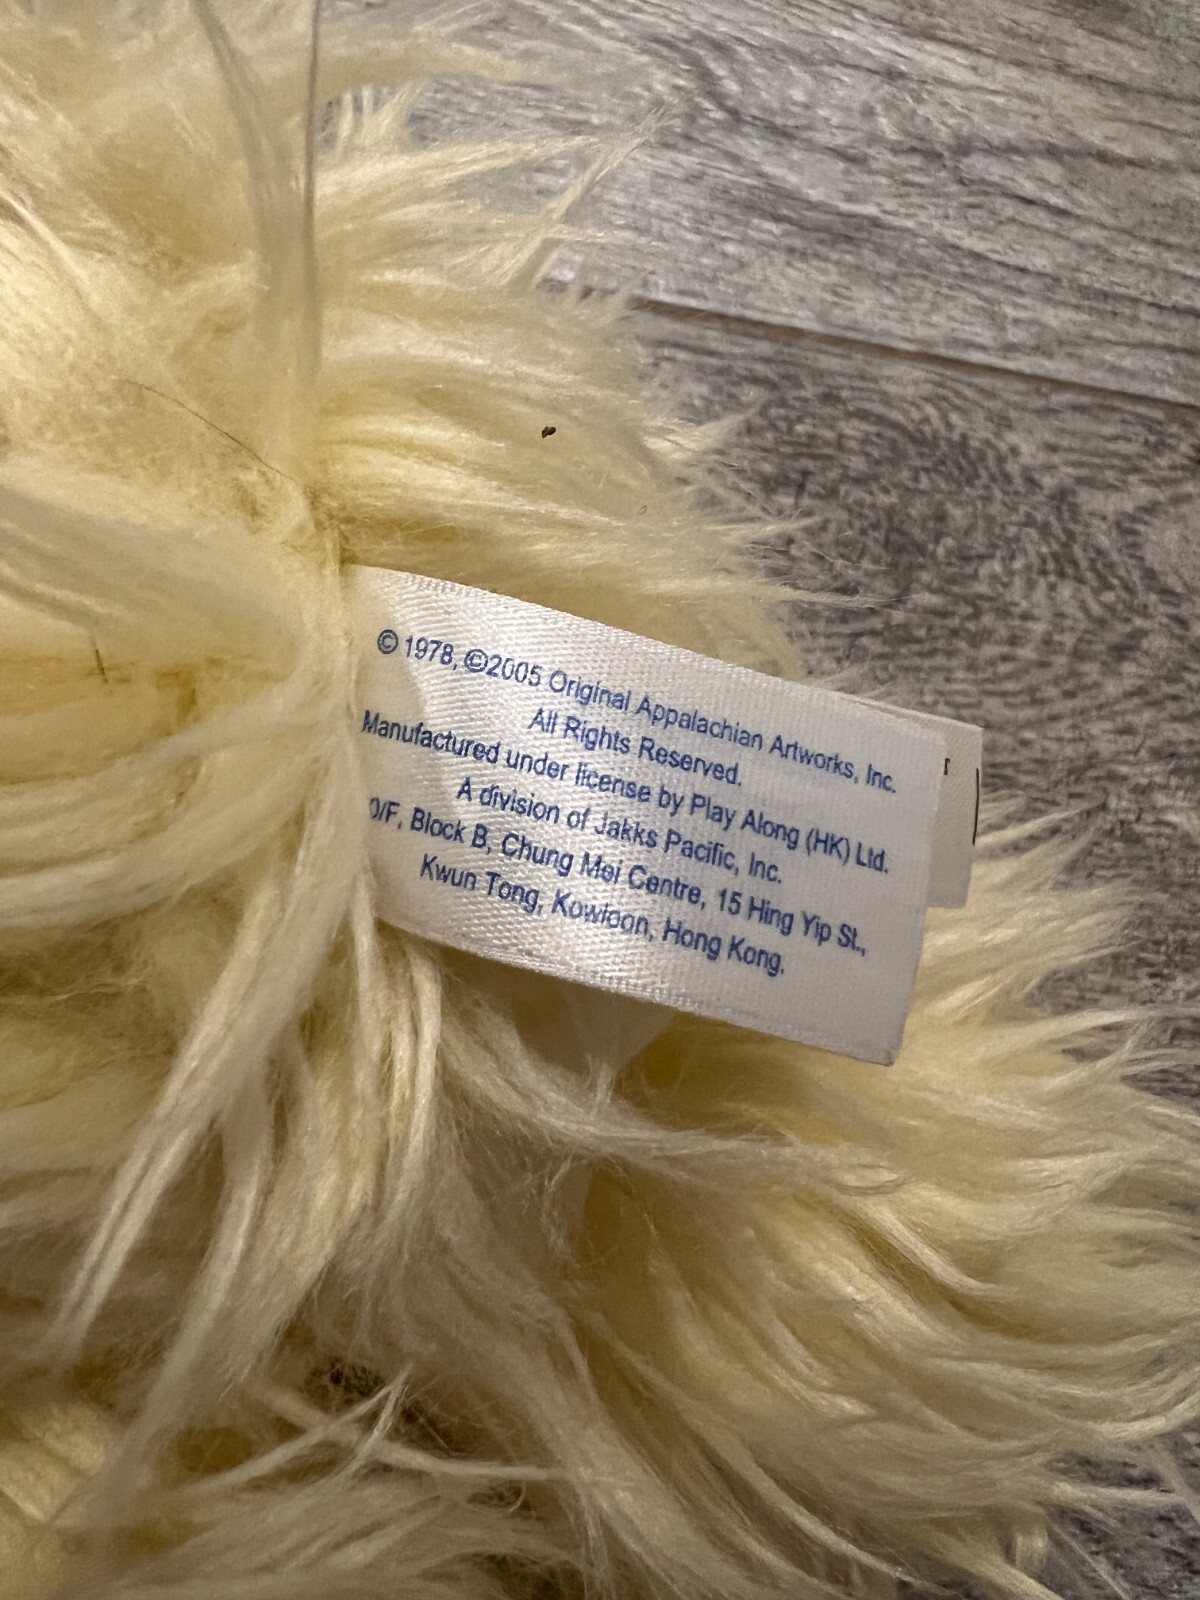 © 1978, ©2005 Original Appalachian Artworks, Inc.
All Rights Reserved.
Manufactured under license by Play Along (HK) Ltd.
A division of Jakks Pacific, Inc.
0/F, Block B, Chung Mei Centre, 15 Hing Yip St.,
Kwun Tong, Kowloon, Hong Kong.